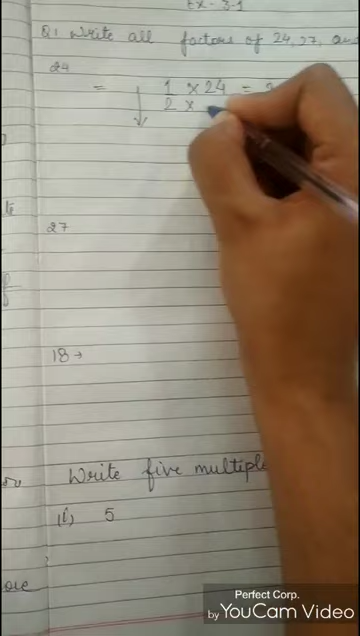 Ex - 3.1
Q1 Write all factors of 24, 27,
24
= 1 × 24 =
2 ×
27
18 →
Write five multiple
(i) 5
Perfect Corp.
by YouCam Video